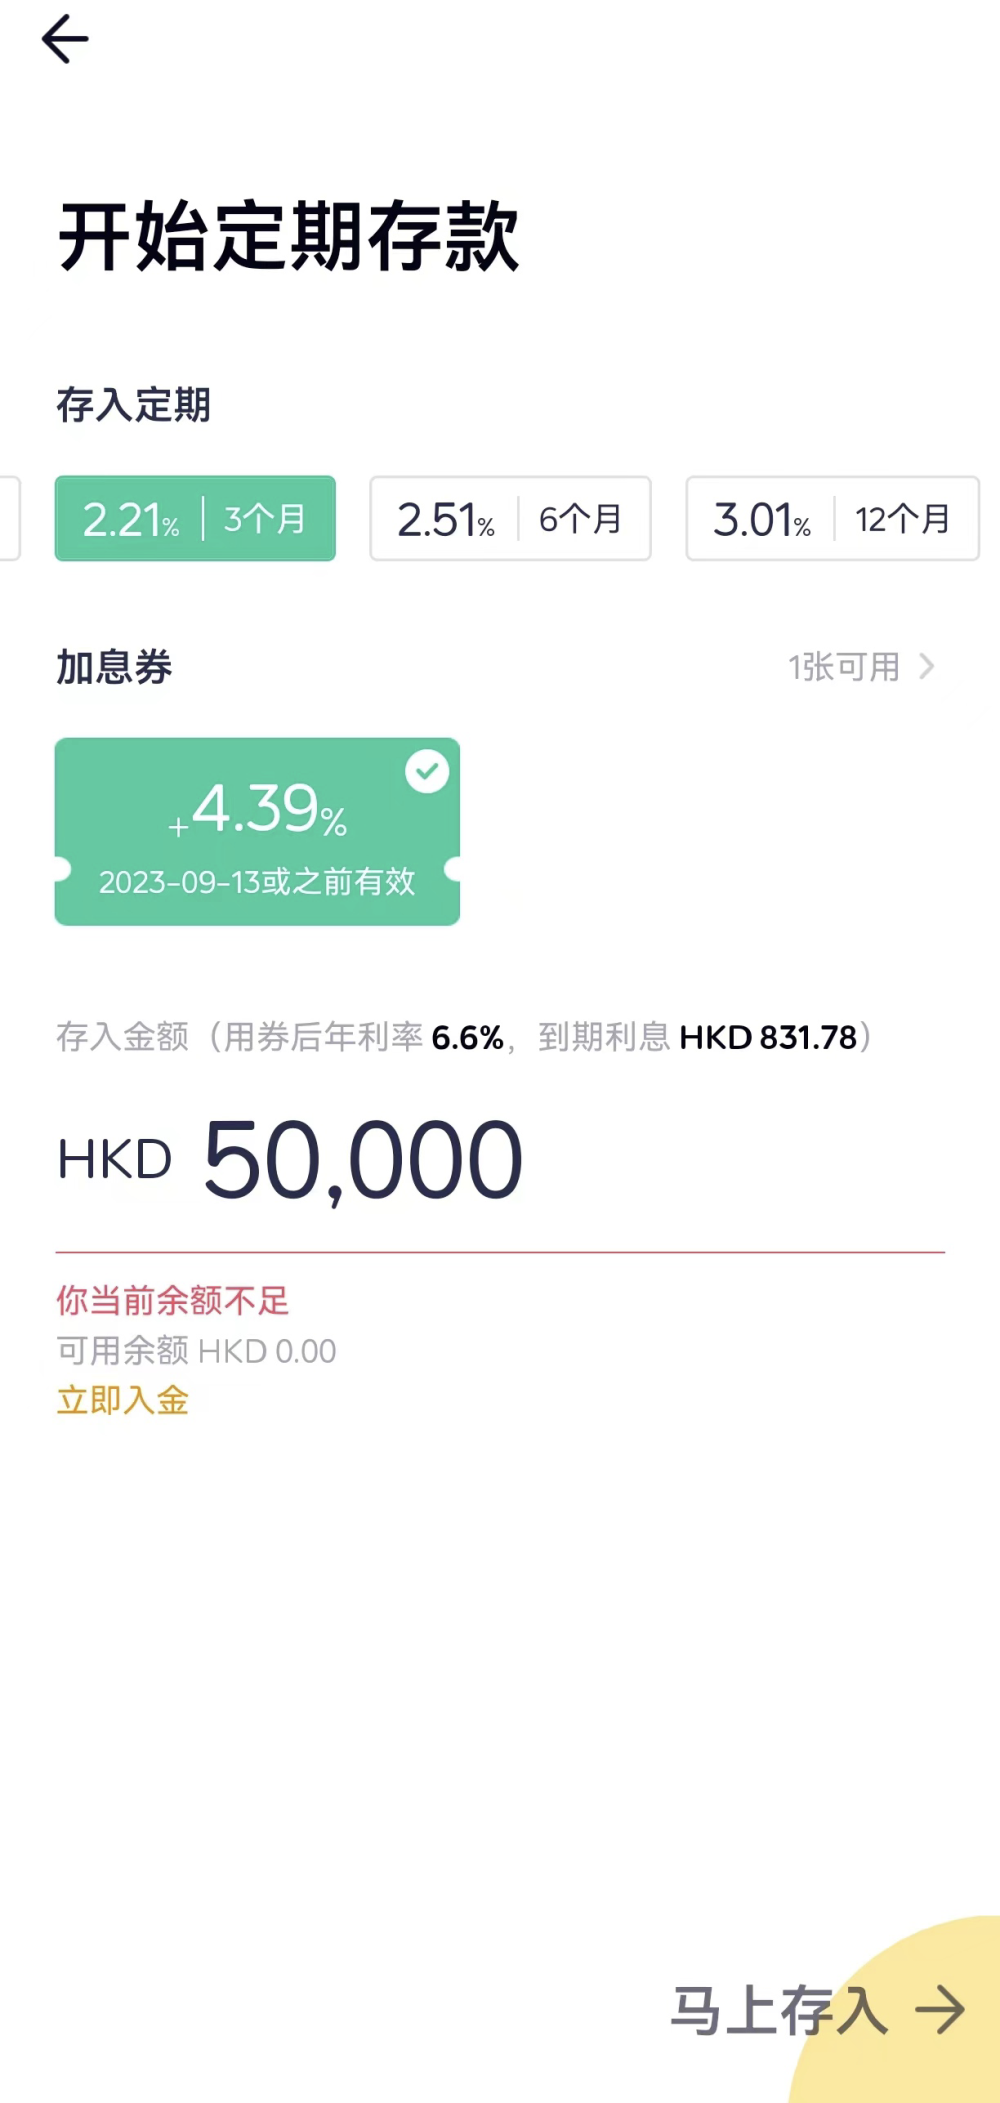 开始定期存款
存入定期
2.21% 3个月 2.51% 6个月 3.01% 12个月
加息券 1张可用
+4.39%
2023-09-13或之前有效
存入金额（用券后年利率 6.6%，到期利息 HKD 831.78）
HKD 50,000
你当前余额不足
可用余额 HKD 0.00
立即入金
马上存入